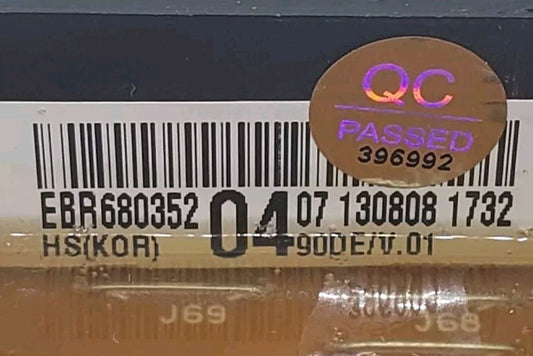 QC
PASSED
396992
EBR680352 04 07 130808 1732
HS(KOR) 90DE/V.01
J69 J68